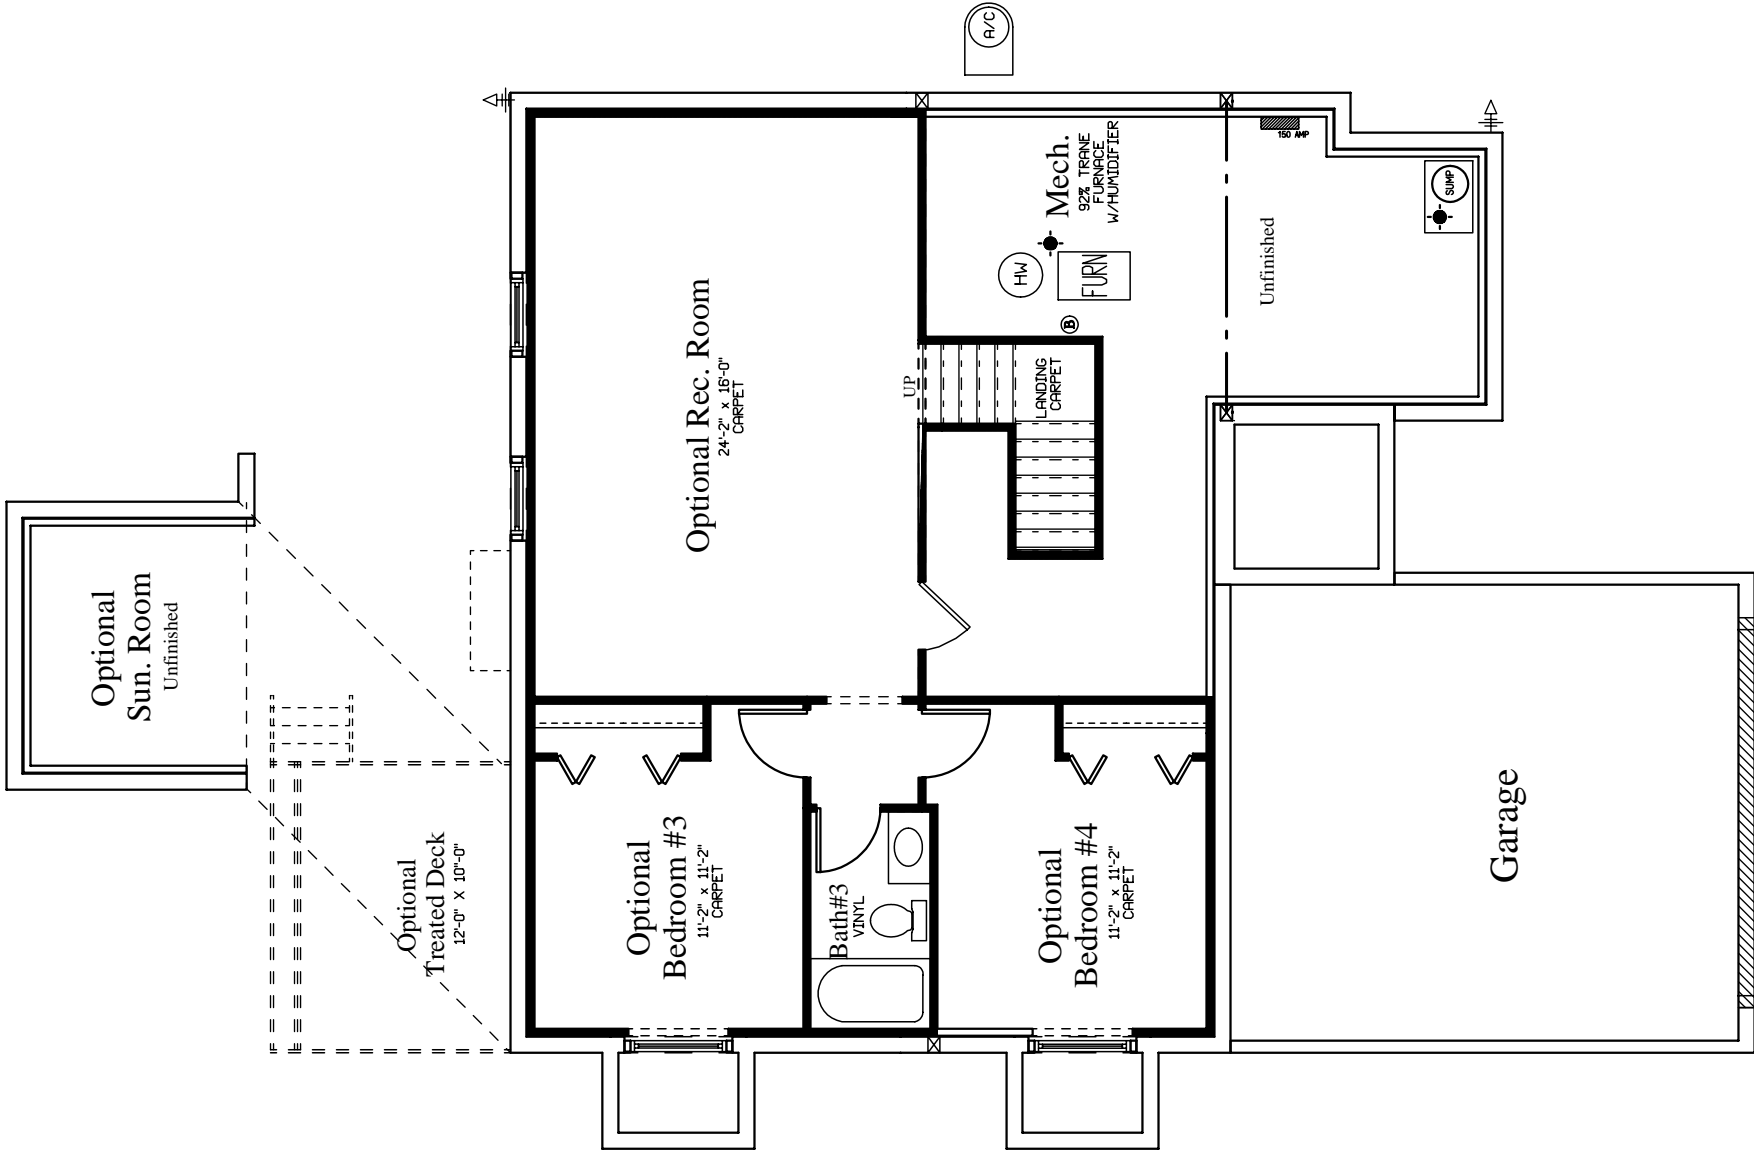 A/C
150 AMP
SUMP
Mech.
92% TRANE
FURNACE
W/HUMIDIFIER
HW
FURN
B
Unfinished
Optional Rec. Room
24'-2" x 16'-0"
CARPET
UP
LANDING
CARPET
Optional
Sun. Room
Unfinished
Optional
Treated Deck
12'-0" X 10"-0"
Optional
Bedroom #3
11'-2" x 11'-2"
CARPET
Bath#3
VINYL
Optional
Bedroom #4
11'-2" x 11'-2"
CARPET
Garage